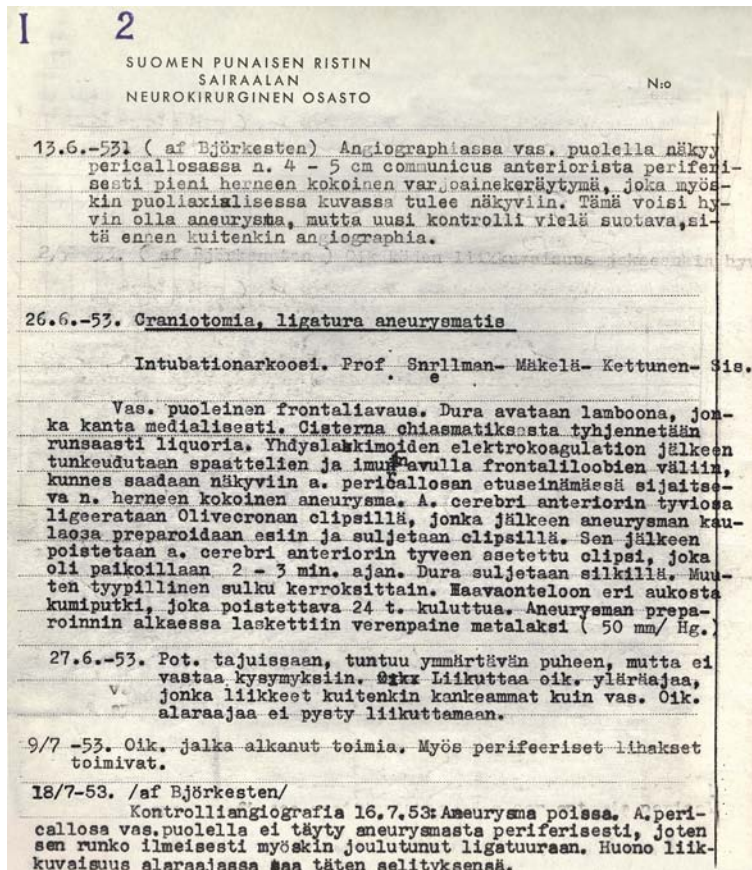 I 2
SUOMEN PUNAISEN RISTIN
SAIRAALAN
NEUROKIRURGINEN OSASTO
N:o
13.6.-53. ( af Björkesten) Angiographiassa vas. puolella näkyy
pericallosassa n. 4 - 5 cm communicus anteriorista periferi-
sesti pieni herneen kokoinen varjoainekeräytymä, joka myös-
kin puoliaxialisessa kuvassa tulee näkyviin. Tämä voisi hy-
vin olla aneurysma, mutta uusi kontrolli vielä suotava,si-
tä ennen kuitenkin angiographia.
26.6.-53. Craniotomia, ligatura aneurysmatis
Intubationarkoosi. Prof. Snellman- Mäkelä- Kettunen- Sis.
Vas. puoleinen frontaliavaus. Dura avataan lamboona, jon-
ka kanta medialisesti. Cisterna chiasmatiksesta tyhjennetään
runsaasti liquoria. Yhdyslaskimoiden elektrokoagulation jälkeen
tunkeudutaan spaattelien ja imun avulla frontaliloobien väliin,
kunnes saadaan näkyviin a. pericallosan etuseinämässä sijaitse-
va n. herneen kokoinen aneurysma. A. cerebri anteriorin tyviosa
ligeerataan Olivecronan clipsillä, jonka jälkeen aneurysman kau-
laosa preparoidaan esiin ja suljetaan clipsillä. Sen jälkeen
poistetaan a. cerebri anteriorin tyveen asetettu clipsi, joka
oli paikoillaan 2 - 3 min. ajan. Dura suljetaan silkillä. Muu-
ten tyypillinen sulku kerroksittain. Haavaonteloon eri aukosta
kumiputki, joka poistettava 24 t. kuluttua. Aneurysman prepa-
roinnin alkaessa laskettiin verenpaine matalaksi ( 50 mm/ Hg.)
27.6.-53. Pot. tajuissaan, tuntuu ymmärtävän puheen, mutta ei
vastaa kysymyksiin. Liikuttaa oik. yläräajaa,
jonka liikkeet kuitenkin kankeammat kuin vas. Oik.
alaraajaa ei pysty liikuttamaan.
9/7 -53. Oik. jalka alkanut toimia. Myös perifeeriset lihakset
toimivat.
18/7-53. /af Björkesten/
Kontrolliangiografia 16.7.53: Aneurysma poissa. A.peri-
callosa vas.puolella ei täyty aneurysmasta periferisesti, joten
sen runko ilmeisesti myöskin joulutunut ligatuuraan. Huono liik-
kuvaisuus alaraajassa saa täten selityksensä.